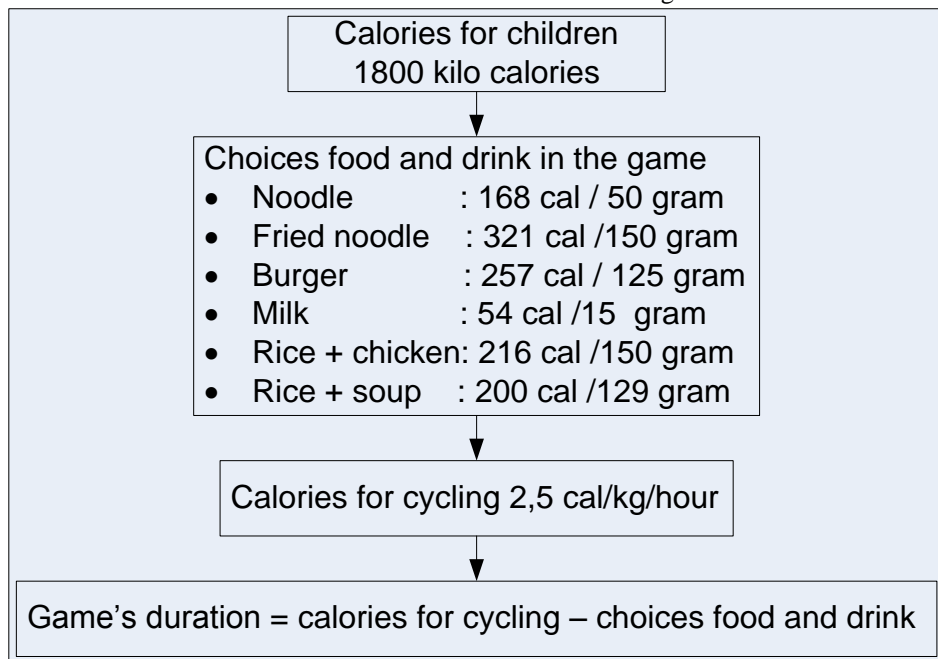 Calories for children
1800 kilo calories
Choices food and drink in the game
• Noodle : 168 cal / 50 gram
• Fried noodle : 321 cal /150 gram
• Burger : 257 cal / 125 gram
• Milk : 54 cal /15 gram
• Rice + chicken: 216 cal /150 gram
• Rice + soup : 200 cal /129 gram
Calories for cycling 2,5 cal/kg/hour
Game’s duration = calories for cycling – choices food and drink